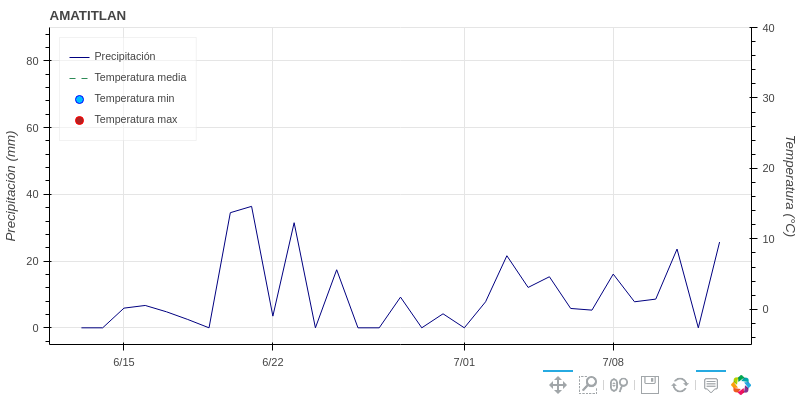 AMATITLAN
Precipitación
Temperatura media
Temperatura min
Temperatura max
Precipitación (mm)
80
60
40
20
0
Temperatura (°C)
40
30
20
10
0
6/15
6/22
7/01
7/08